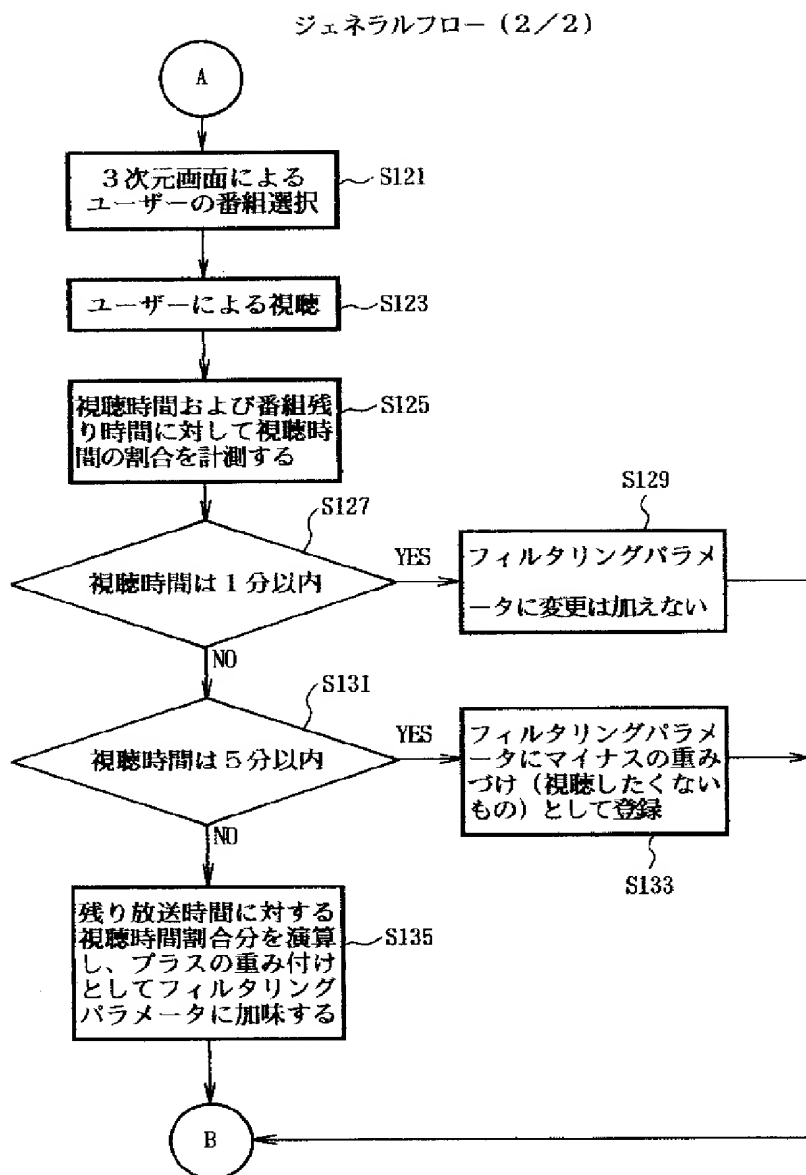 ジェネラルフロー（2／2）
A
3次元画面による
ユーザーの番組選択
S121
ユーザーによる視聴
S123
視聴時間および番組残
り時間に対して視聴時
間の割合を計測する
S125
S127
視聴時間は1分以内
YES
NO
S129
フィルタリングパラメ
ータに変更は加えない
S131
視聴時間は5分以内
YES
NO
フィルタリングパラメ
ータにマイナスの重み
づけ（視聴したくない
もの）として登録
S133
残り放送時間に対する
視聴時間割合分を演算
し、プラスの重み付け
としてフィルタリング
パラメータに加味する
S135
B